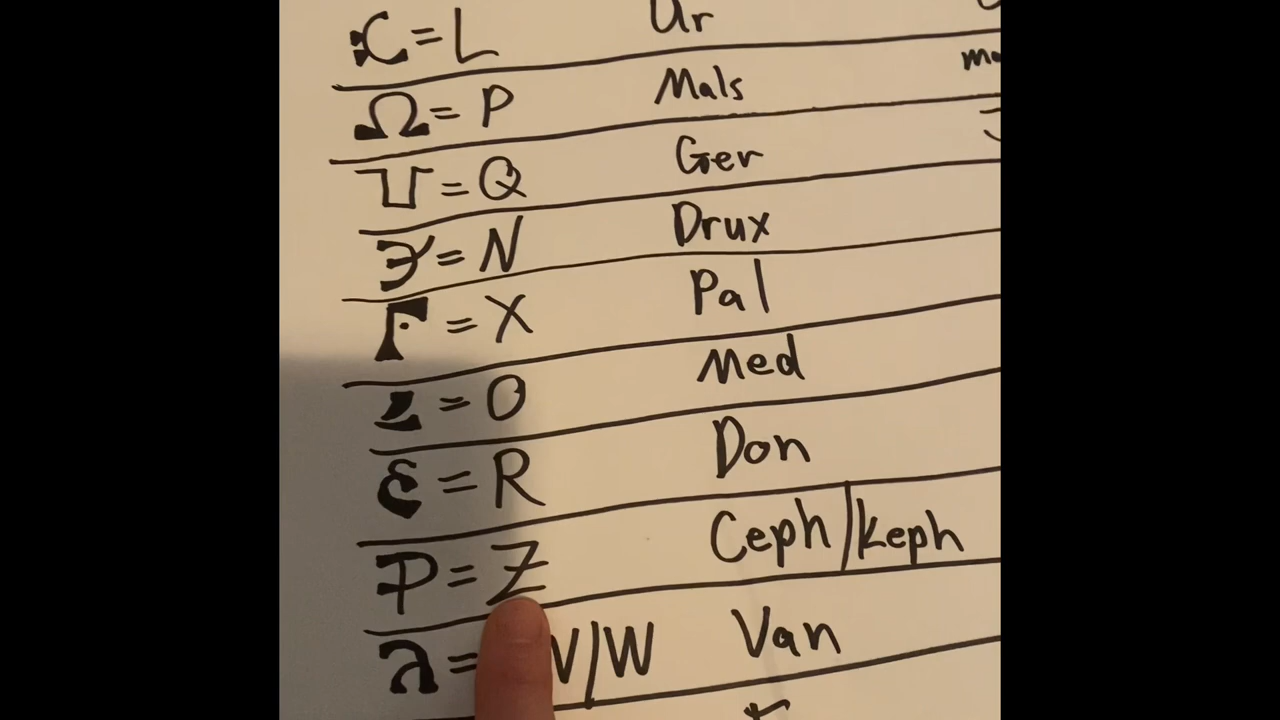 = L Ur
Ω = P Mals
= Q Ger
= N Drux
= X Pal
= O Med
= R Don
= Z Ceph/Keph
= V/W Van